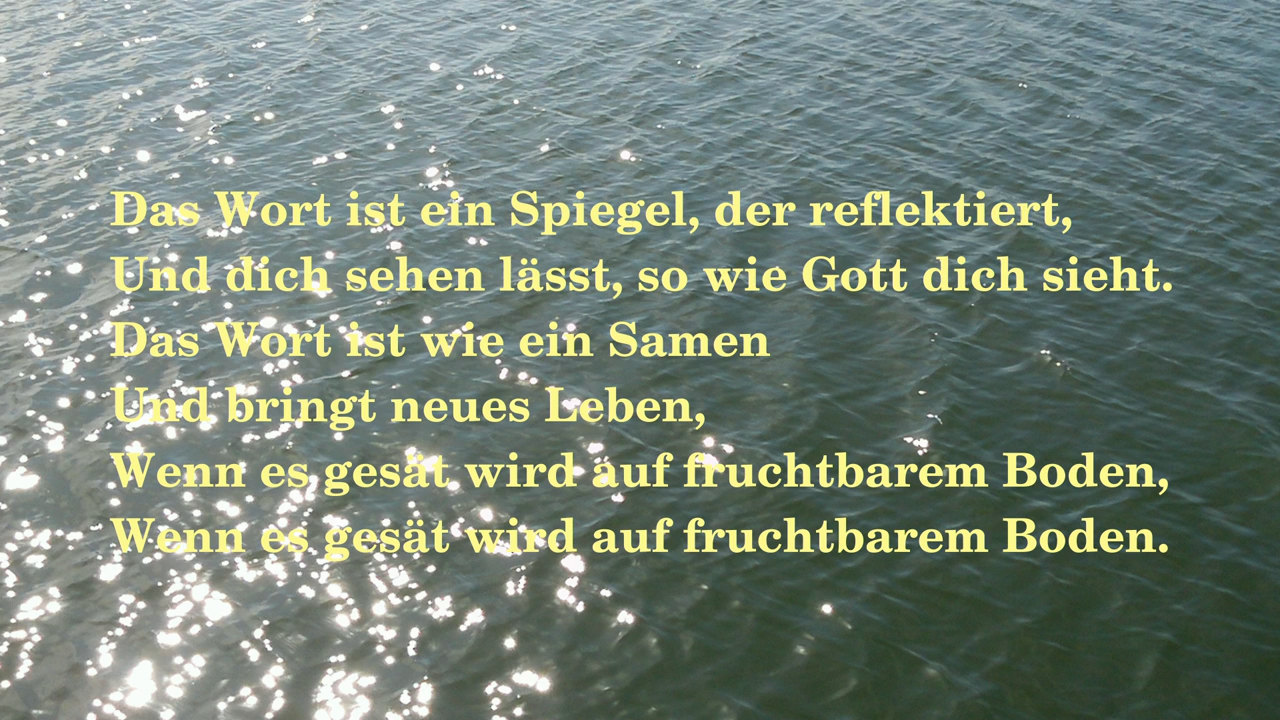 Das Wort ist ein Spiegel, der reflektiert,
Und dich sehen lässt, so wie Gott dich sieht.
Das Wort ist wie ein Samen
Und bringt neues Leben,
Wenn es gesät wird auf fruchtbarem Boden,
Wenn es gesät wird auf fruchtbarem Boden.